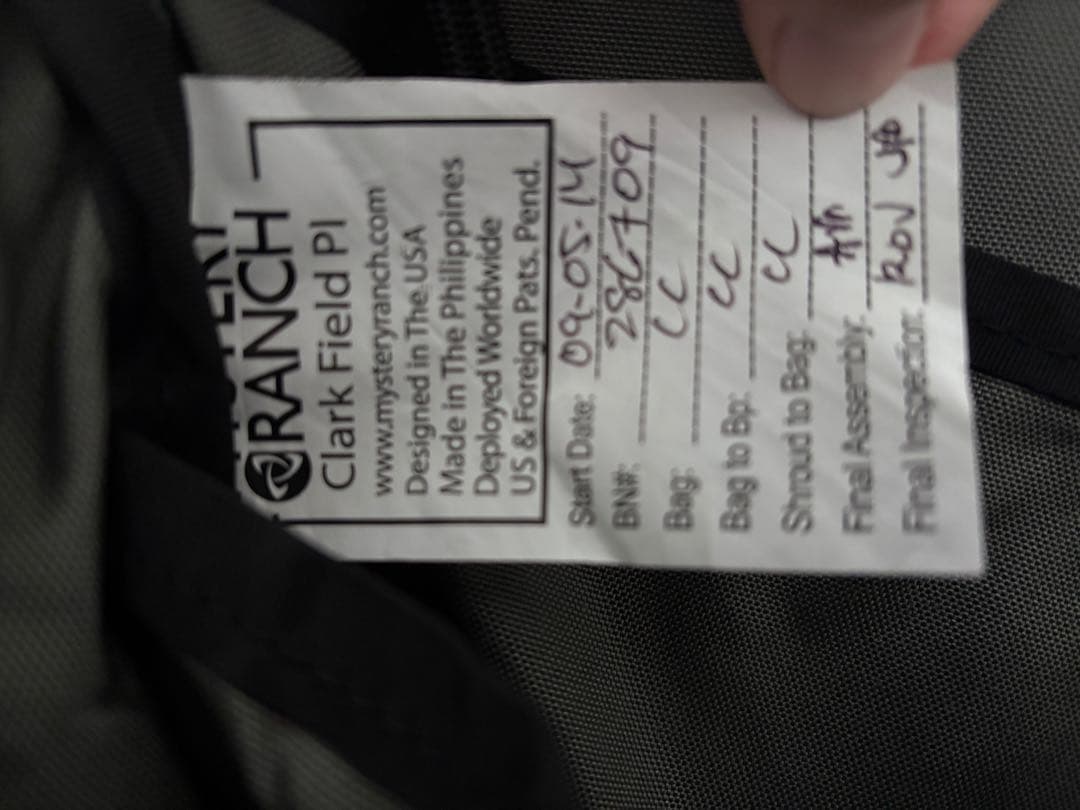 RANCH
Clark Field PI
www.mysteryranch.com
Designed in The USA
Made in The Philippines
Deployed Worldwide
US & Foreign Pats. Pend.
Start Date: 09-05-14
BN#:
Bag: CC
Bag to Bp: CC
Shroud to Bag: CC
Final Assembly:
Final Inspection: RON